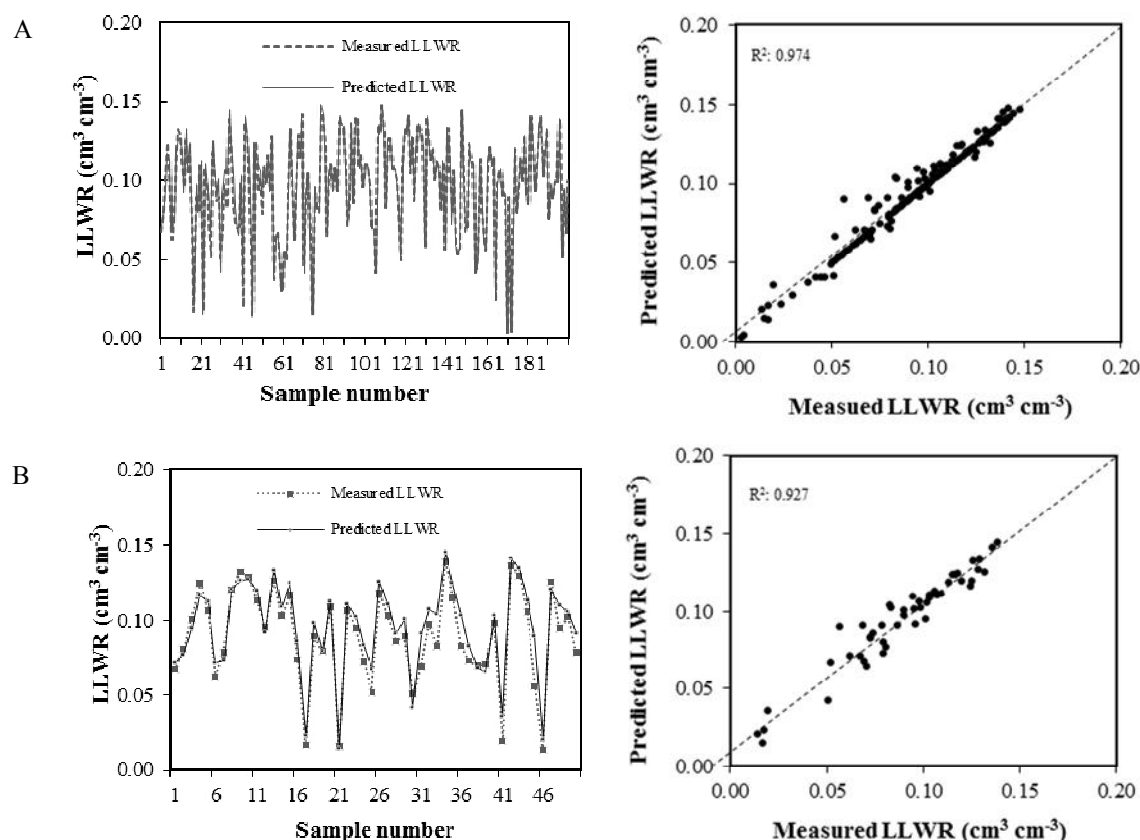 A
LLWR (cm³ cm-³)
0.20
0.15
0.10
0.05
0.00
Measured LLWR
Predicted LLWR
1 21 41 61 81 101 121 141 161 181
Sample number
Predicted LLWR (cm³ cm-³)
0.20
0.15
0.10
0.05
0.00
R²: 0.974
0.00 0.05 0.10 0.15 0.20
Measued LLWR (cm³ cm-³)
B
LLWR (cm³ cm-³)
0.20
0.15
0.10
0.05
0.00
Measured LLWR
Predicted LLWR
1 6 11 16 21 26 31 36 41 46
Sample number
Predicted LLWR (cm³ cm-³)
0.20
0.15
0.10
0.05
0.00
R²: 0.927
0.00 0.05 0.10 0.15 0.20
Measured LLWR (cm³ cm-³)